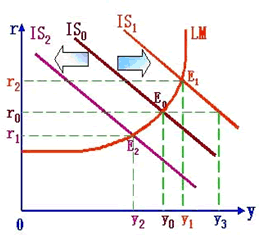 r IS₂ IS₀ IS₁ LM
r₂ E₁
r₀ E₀
r₁ E₂
0 y₂ y₀ y₁ y₃ y